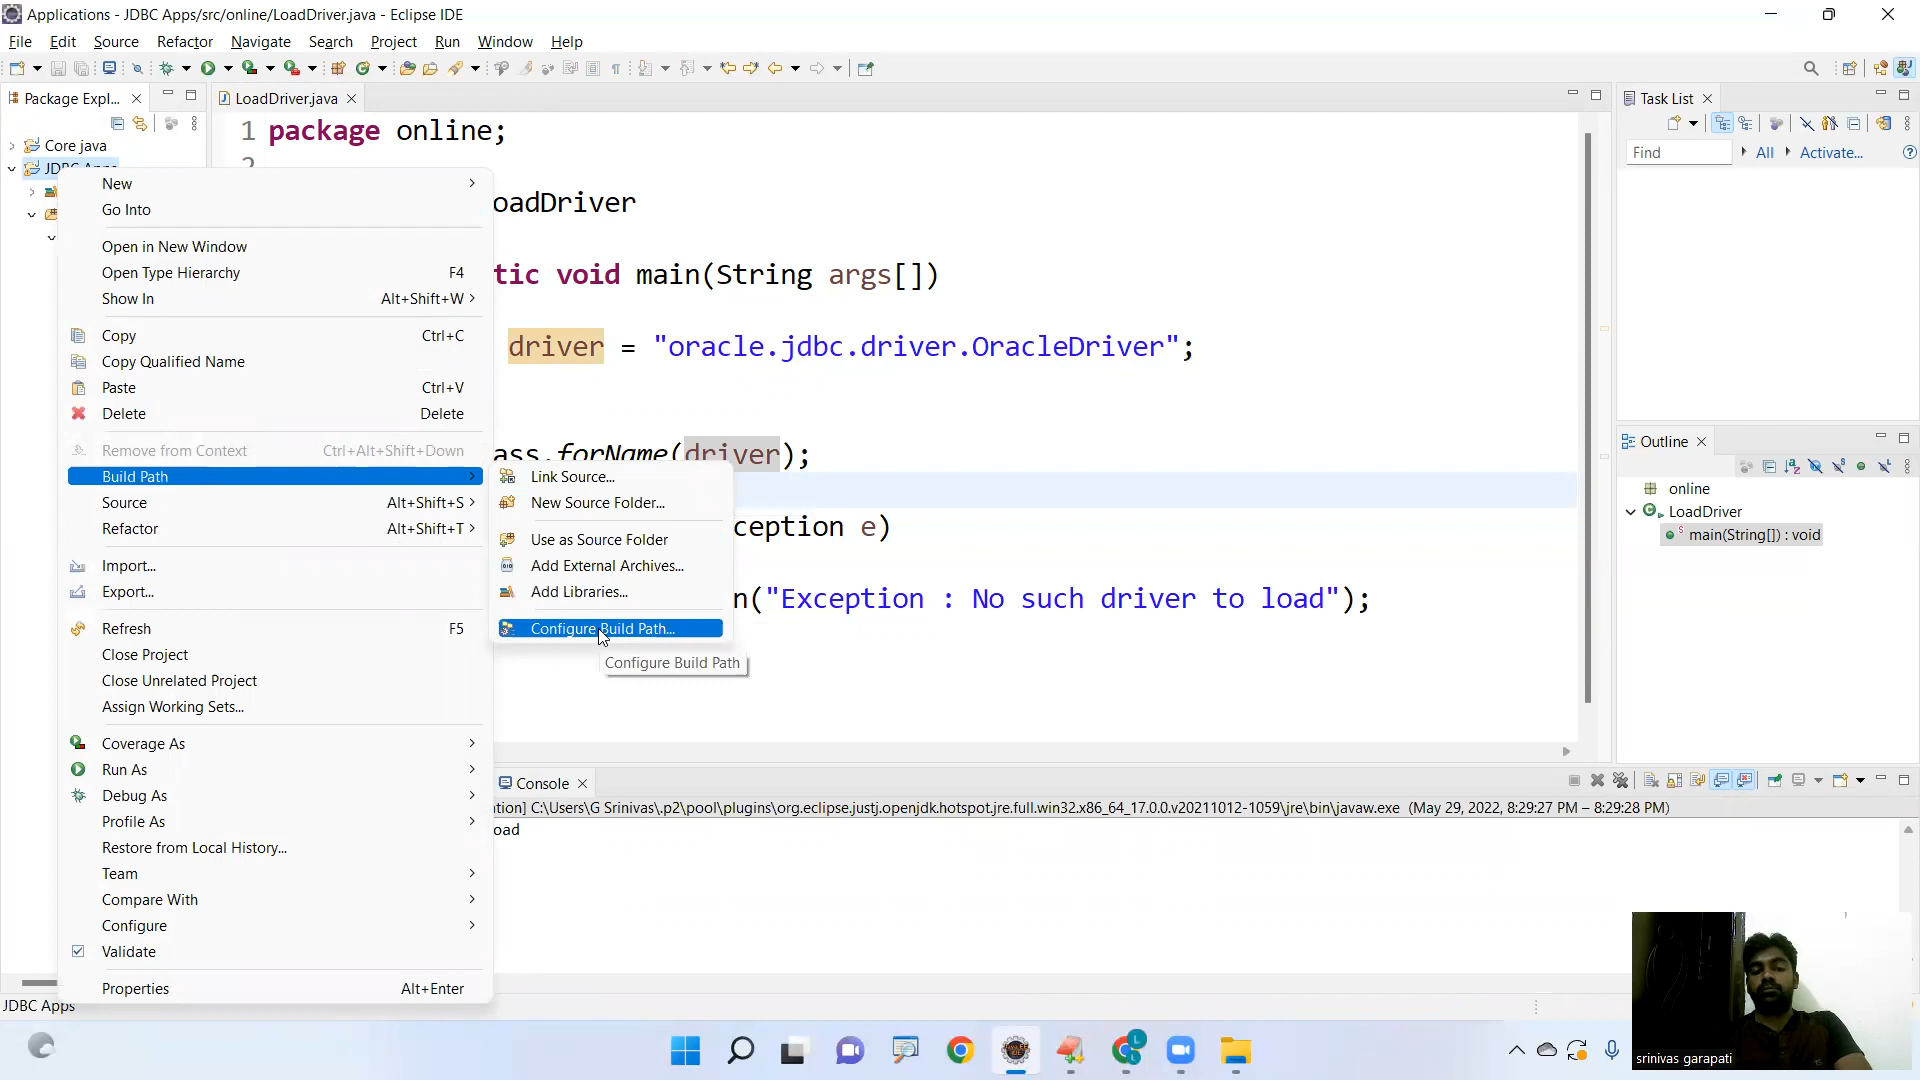 Applications - JDBC Apps/src/online/LoadDriver.java - Eclipse IDE
File Edit Source Refactor Navigate Search Project Run Window Help
Package Expl...
LoadDriver.java
Task List
Core java
JDBC Apps
Find
All
Activate...
1 package online;
2
oadDriver
tic void main(String args[])
driver = "oracle.jdbc.driver.OracleDriver";
ass.forName(driver);
ception e)
n("Exception : No such driver to load");
New
Go Into
Open in New Window
Open Type Hierarchy F4
Show In Alt+Shift+W
Copy Ctrl+C
Copy Qualified Name
Paste Ctrl+V
Delete Delete
Remove from Context Ctrl+Alt+Shift+Down
Build Path
Source Alt+Shift+S
Refactor Alt+Shift+T
Import...
Export...
Refresh F5
Close Project
Close Unrelated Project
Assign Working Sets...
Coverage As
Run As
Debug As
Profile As
Restore from Local History...
Team
Compare With
Configure
Validate
Properties Alt+Enter
Link Source...
New Source Folder...
Use as Source Folder
Add External Archives...
Add Libraries...
Configure Build Path...
Configure Build Path
Outline
online
LoadDriver
main(String[]) : void
Console
ation] C:\Users\G Srinivas\.p2\pool\plugins\org.eclipse.justj.openjdk.hotspot.jre.full.win32.x86_64_17.0.0.v20211012-1059\jre\bin\javaw.exe (May 29, 2022, 8:29:27 PM – 8:29:28 PM)
oad
JDBC Apps
srinivas garapati